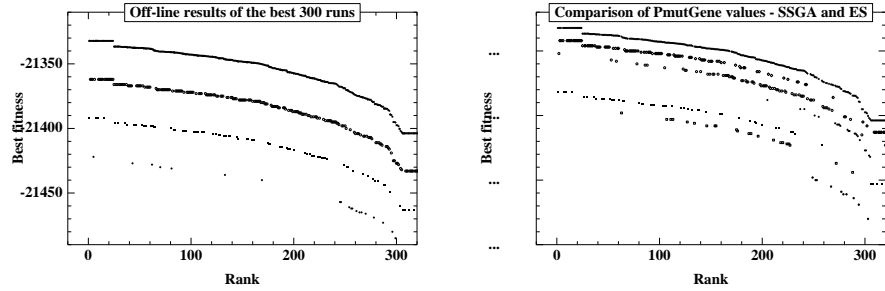 Off-line results of the best 300 runs
Best fitness
-21350
-21400
-21450
0
100
200
300
Rank
Comparison of PmutGene values - SSGA and ES
Best fitness
...
...
...
...
0
100
200
300
Rank